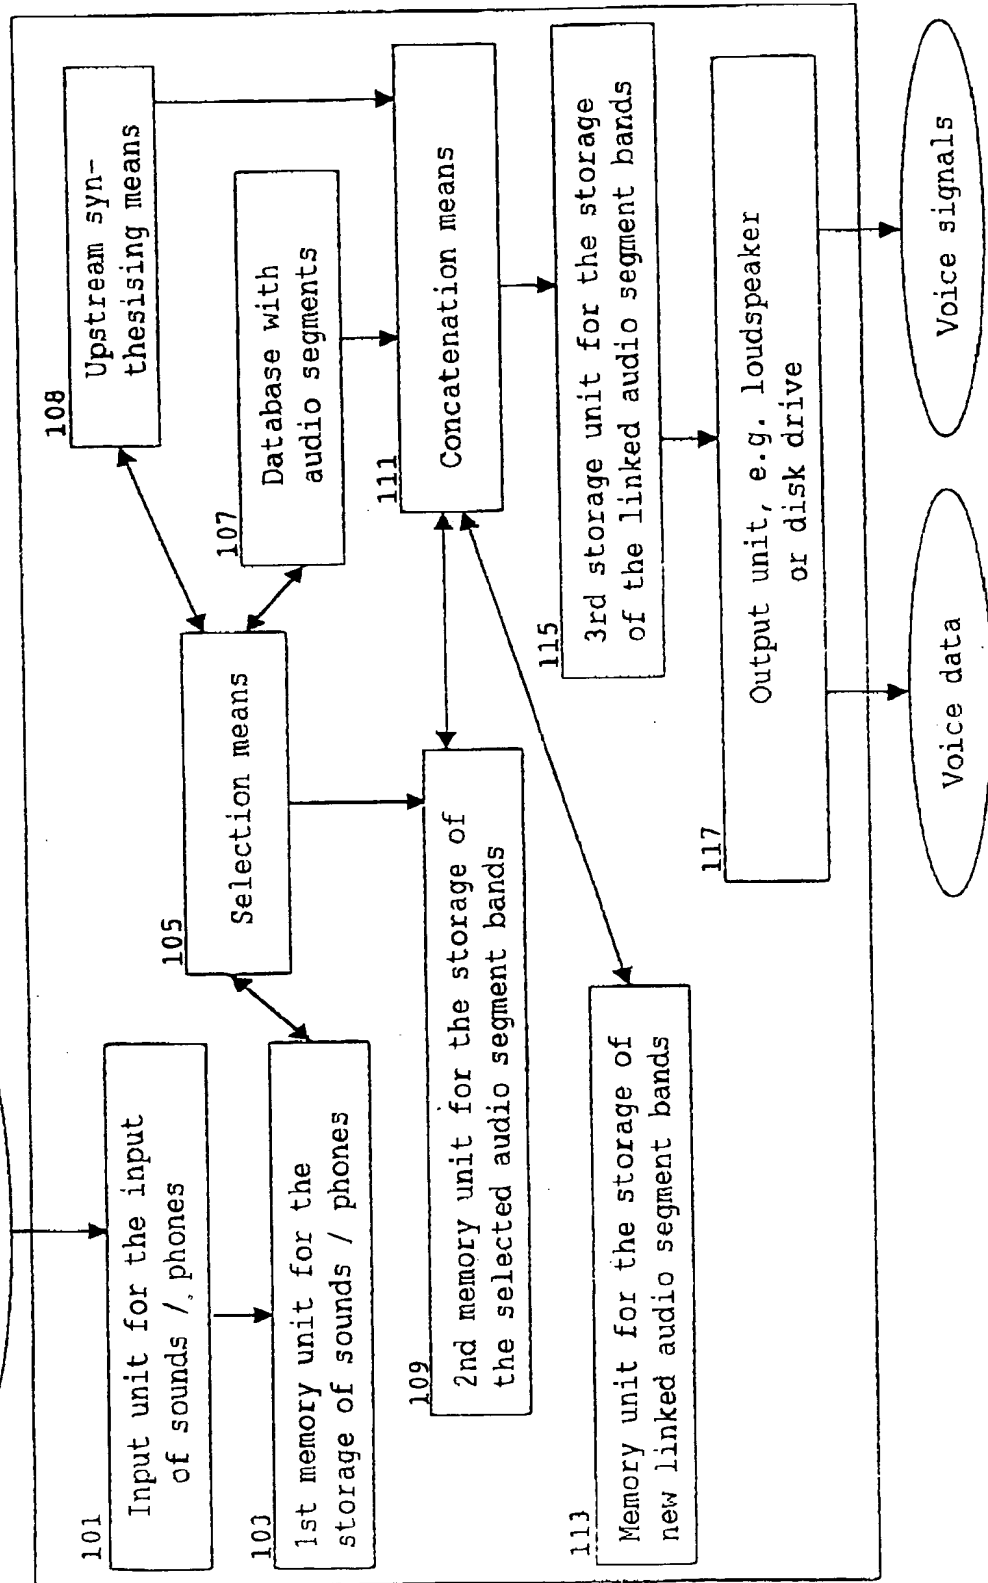 101
Input unit for the input
of sounds / phones
103
1st memory unit for the
storage of sounds / phones
105
Selection means
108
Upstream syn-
thesising means
107
Database with
audio segments
109
2nd memory unit for the storage of
the selected audio segment bands
111
Concatenation means
113
Memory unit for the storage of
new linked audio segment bands
115
3rd storage unit for the storage
of the linked audio segment bands
117
Output unit, e.g. loudspeaker
or disk drive
Voice data
Voice signals